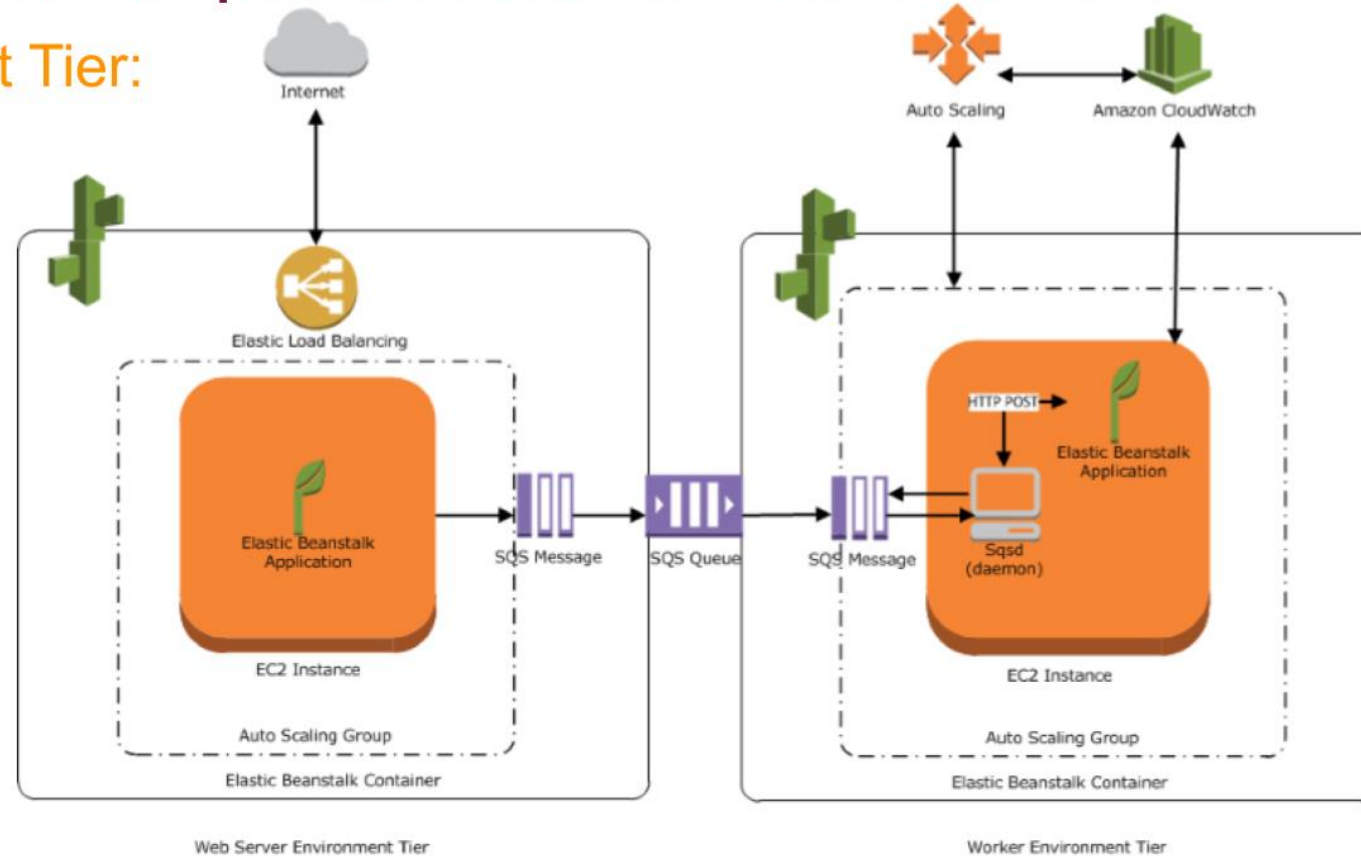 t Tier:
Internet
Auto Scaling
Amazon CloudWatch
Elastic Load Balancing
HTTP POST
Elastic Beanstalk
Application
Elastic Beanstalk
Application
SQS Message
SQS Queue
SQS Message
Sqsd
(daemon)
EC2 Instance
EC2 Instance
Auto Scaling Group
Auto Scaling Group
Elastic Beanstalk Container
Elastic Beanstalk Container
Web Server Environment Tier
Worker Environment Tier